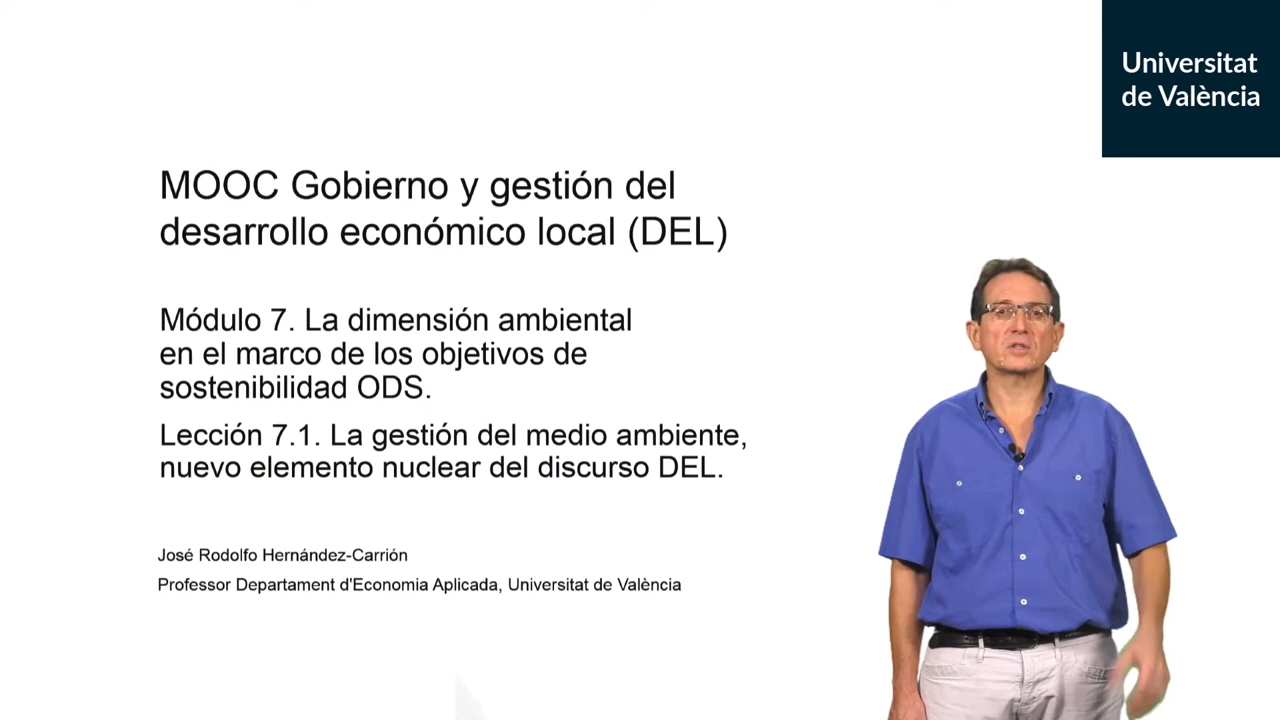 Universitat
de València
MOOC Gobierno y gestión del
desarrollo económico local (DEL)
Módulo 7. La dimensión ambiental
en el marco de los objetivos de
sostenibilidad ODS.
Lección 7.1. La gestión del medio ambiente,
nuevo elemento nuclear del discurso DEL.
José Rodolfo Hernández-Carrión
Professor Departament d'Economia Aplicada, Universitat de València